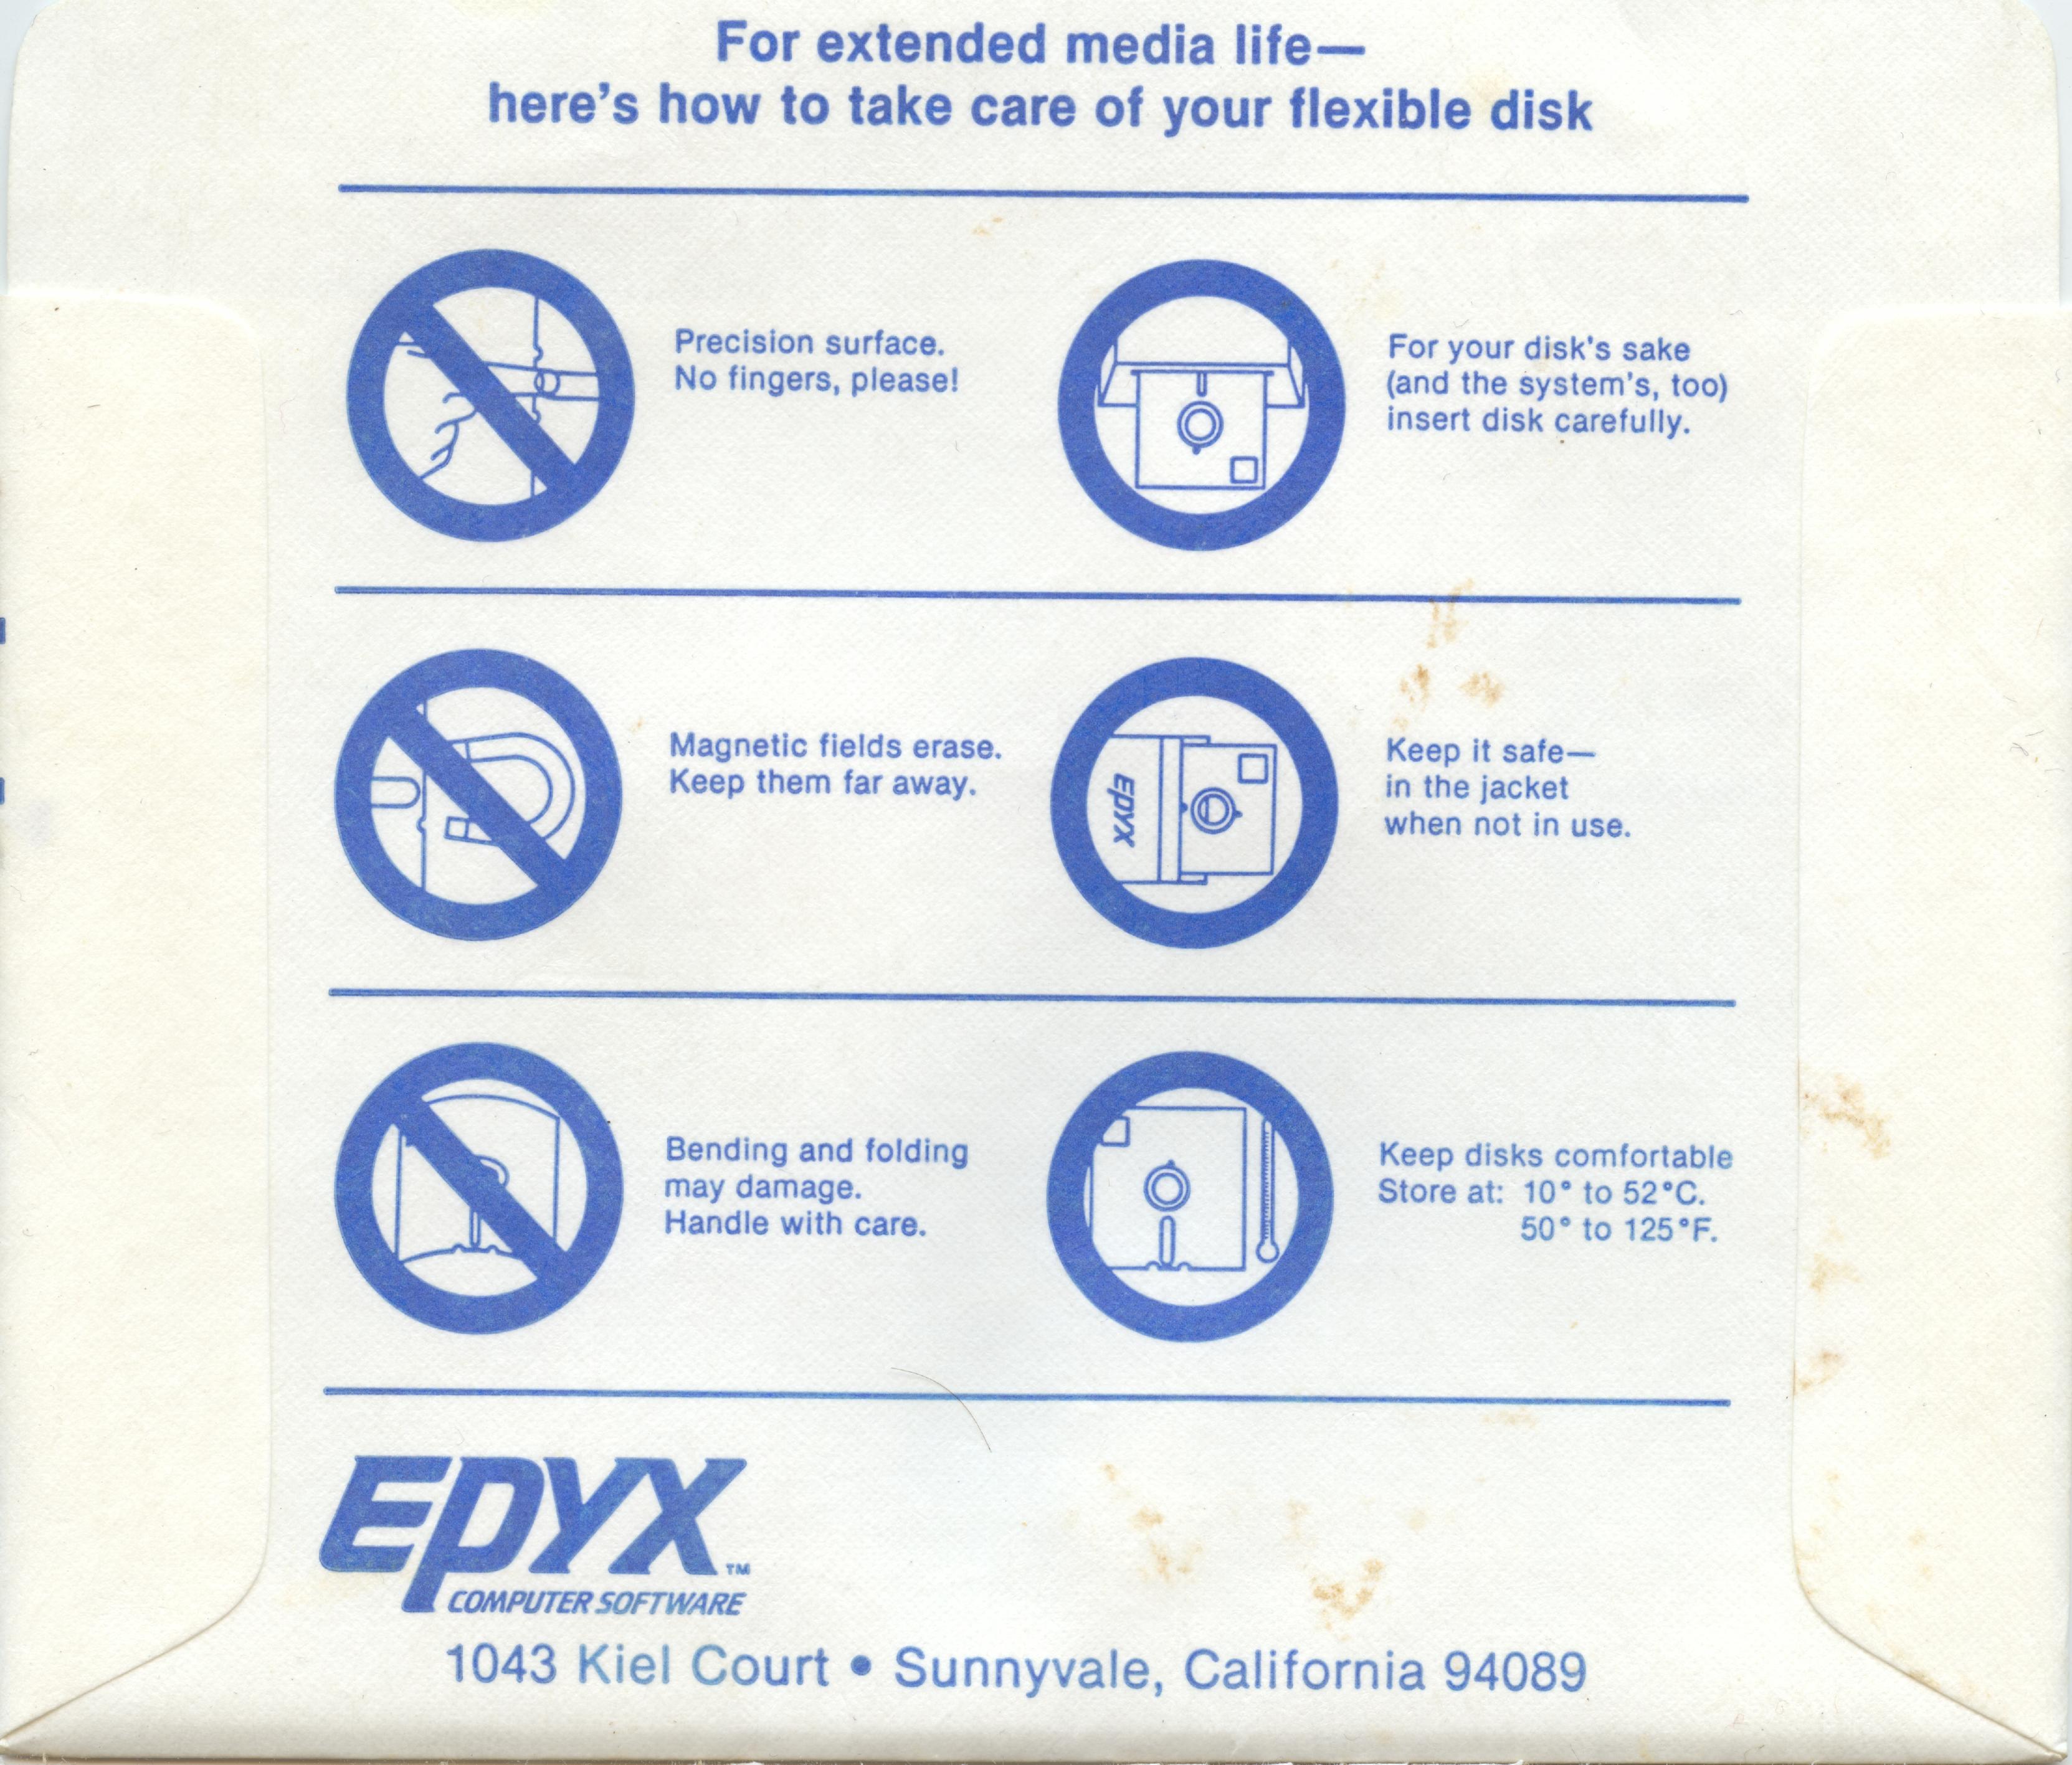 For extended media life—
here's how to take care of your flexible disk
Precision surface.
No fingers, please!
For your disk's sake
(and the system's, too)
insert disk carefully.
Magnetic fields erase.
Keep them far away.
EPYX
Keep it safe—
in the jacket
when not in use.
Bending and folding
may damage.
Handle with care.
Keep disks comfortable
Store at: 10° to 52°C.
50° to 125°F.
EPYX™
COMPUTER SOFTWARE
1043 Kiel Court • Sunnyvale, California 94089